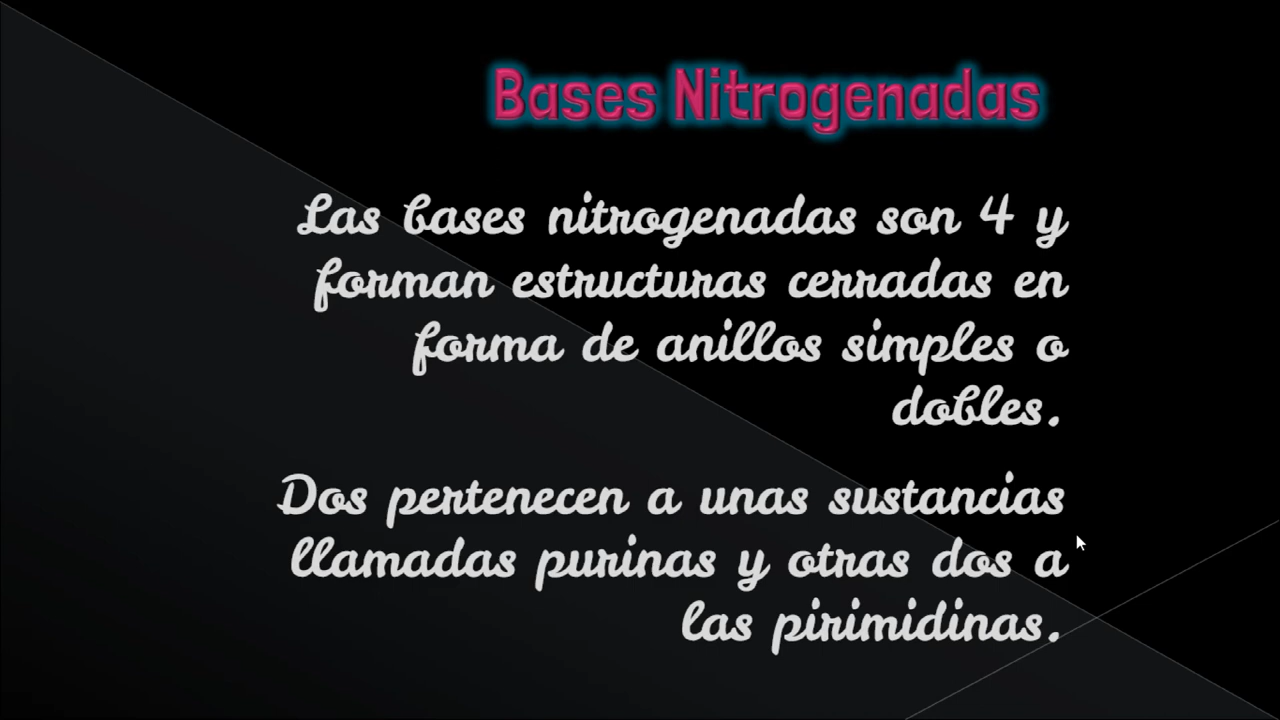 Bases Nitrogenadas
Las bases nitrogenadas son 4 y
forman estructuras cerradas en
forma de anillos simples o
dobles.
Dos pertenecen a unas sustancias
llamadas purinas y otras dos a
las pirimidinas.